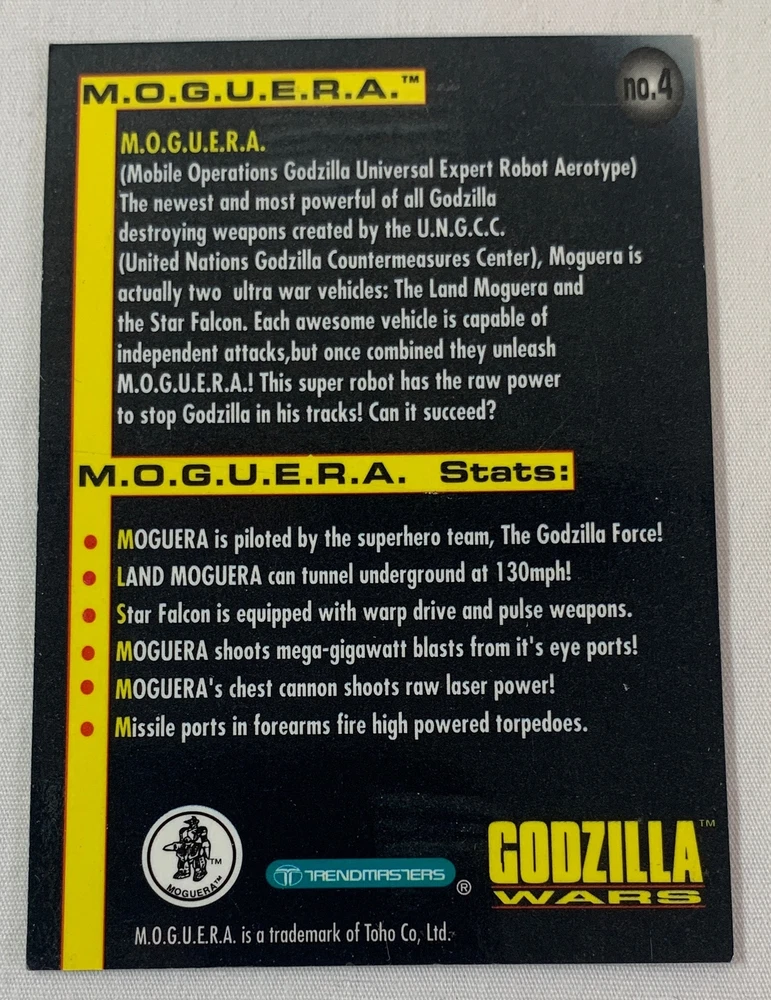 M.O.G.U.E.R.A.™
no.4
M.O.G.U.E.R.A.
(Mobile Operations Godzilla Universal Expert Robot Aerotype)
The newest and most powerful of all Godzilla
destroying weapons created by the U.N.G.C.C.
(United Nations Godzilla Countermeasures Center), Moguera is
actually two ultra war vehicles: The Land Moguera and
the Star Falcon. Each awesome vehicle is capable of
independent attacks,but once combined they unleash
M.O.G.U.E.R.A.! This super robot has the raw power
to stop Godzilla in his tracks! Can it succeed?
M.O.G.U.E.R.A. Stats:
• MOGUERA is piloted by the superhero team, The Godzilla Force!
• LAND MOGUERA can tunnel underground at 130mph!
• Star Falcon is equipped with warp drive and pulse weapons.
• MOGUERA shoots mega-gigawatt blasts from it's eye ports!
• MOGUERA's chest cannon shoots raw laser power!
• Missile ports in forearms fire high powered torpedoes.
™
MOGUERA™
TRENDMASTERS®
GODZILLA™
WARS
M.O.G.U.E.R.A. is a trademark of Toho Co, Ltd.